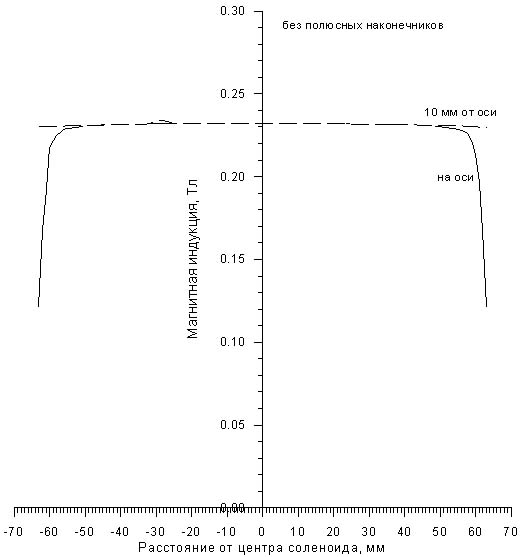 0.30
без полюсных наконечников
0.25
10 мм от оси
0.20
на оси
Магнитная индукция, Тл
0.15
0.10
0.05
0.00
-70 -60 -50 -40 -30 -20 -10 0 10 20 30 40 50 60 70
Расстояние от центра соленоида, мм